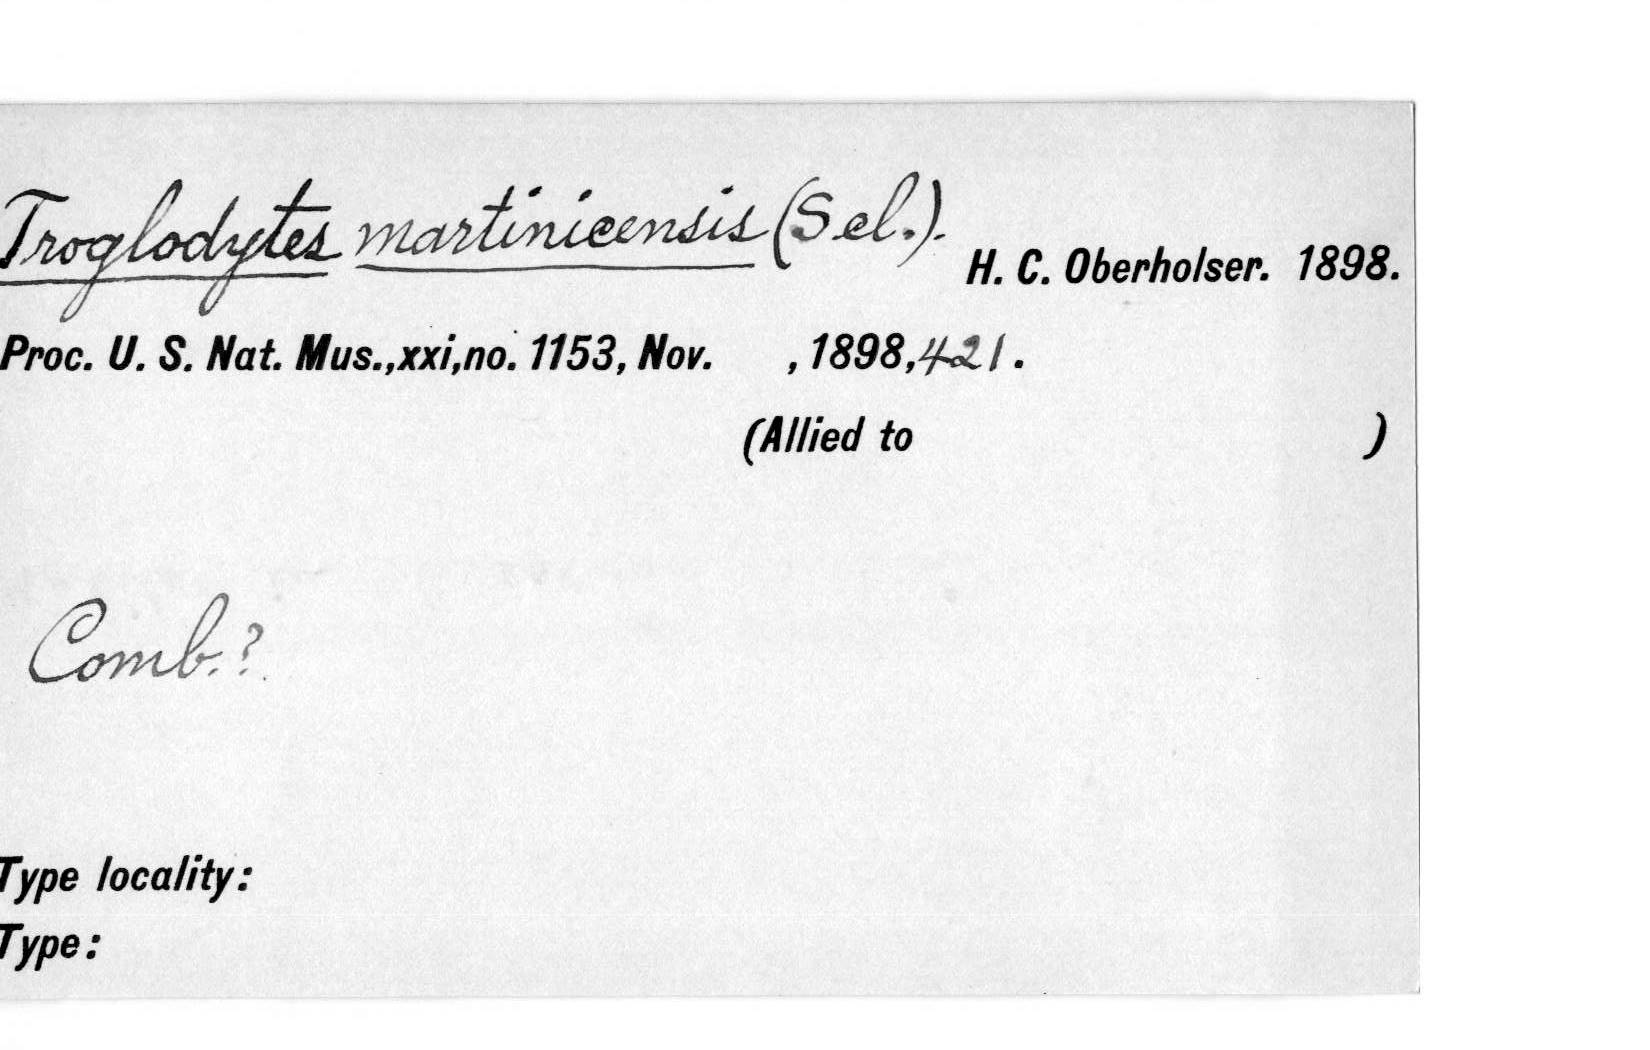 Troglodytes martinicensis (Scl.).
H. C. Oberholser. 1898.
Proc. U. S. Nat. Mus., xxi, no. 1153, Nov. , 1898, 421.
(Allied to )
Comb.?
Type locality:
Type: